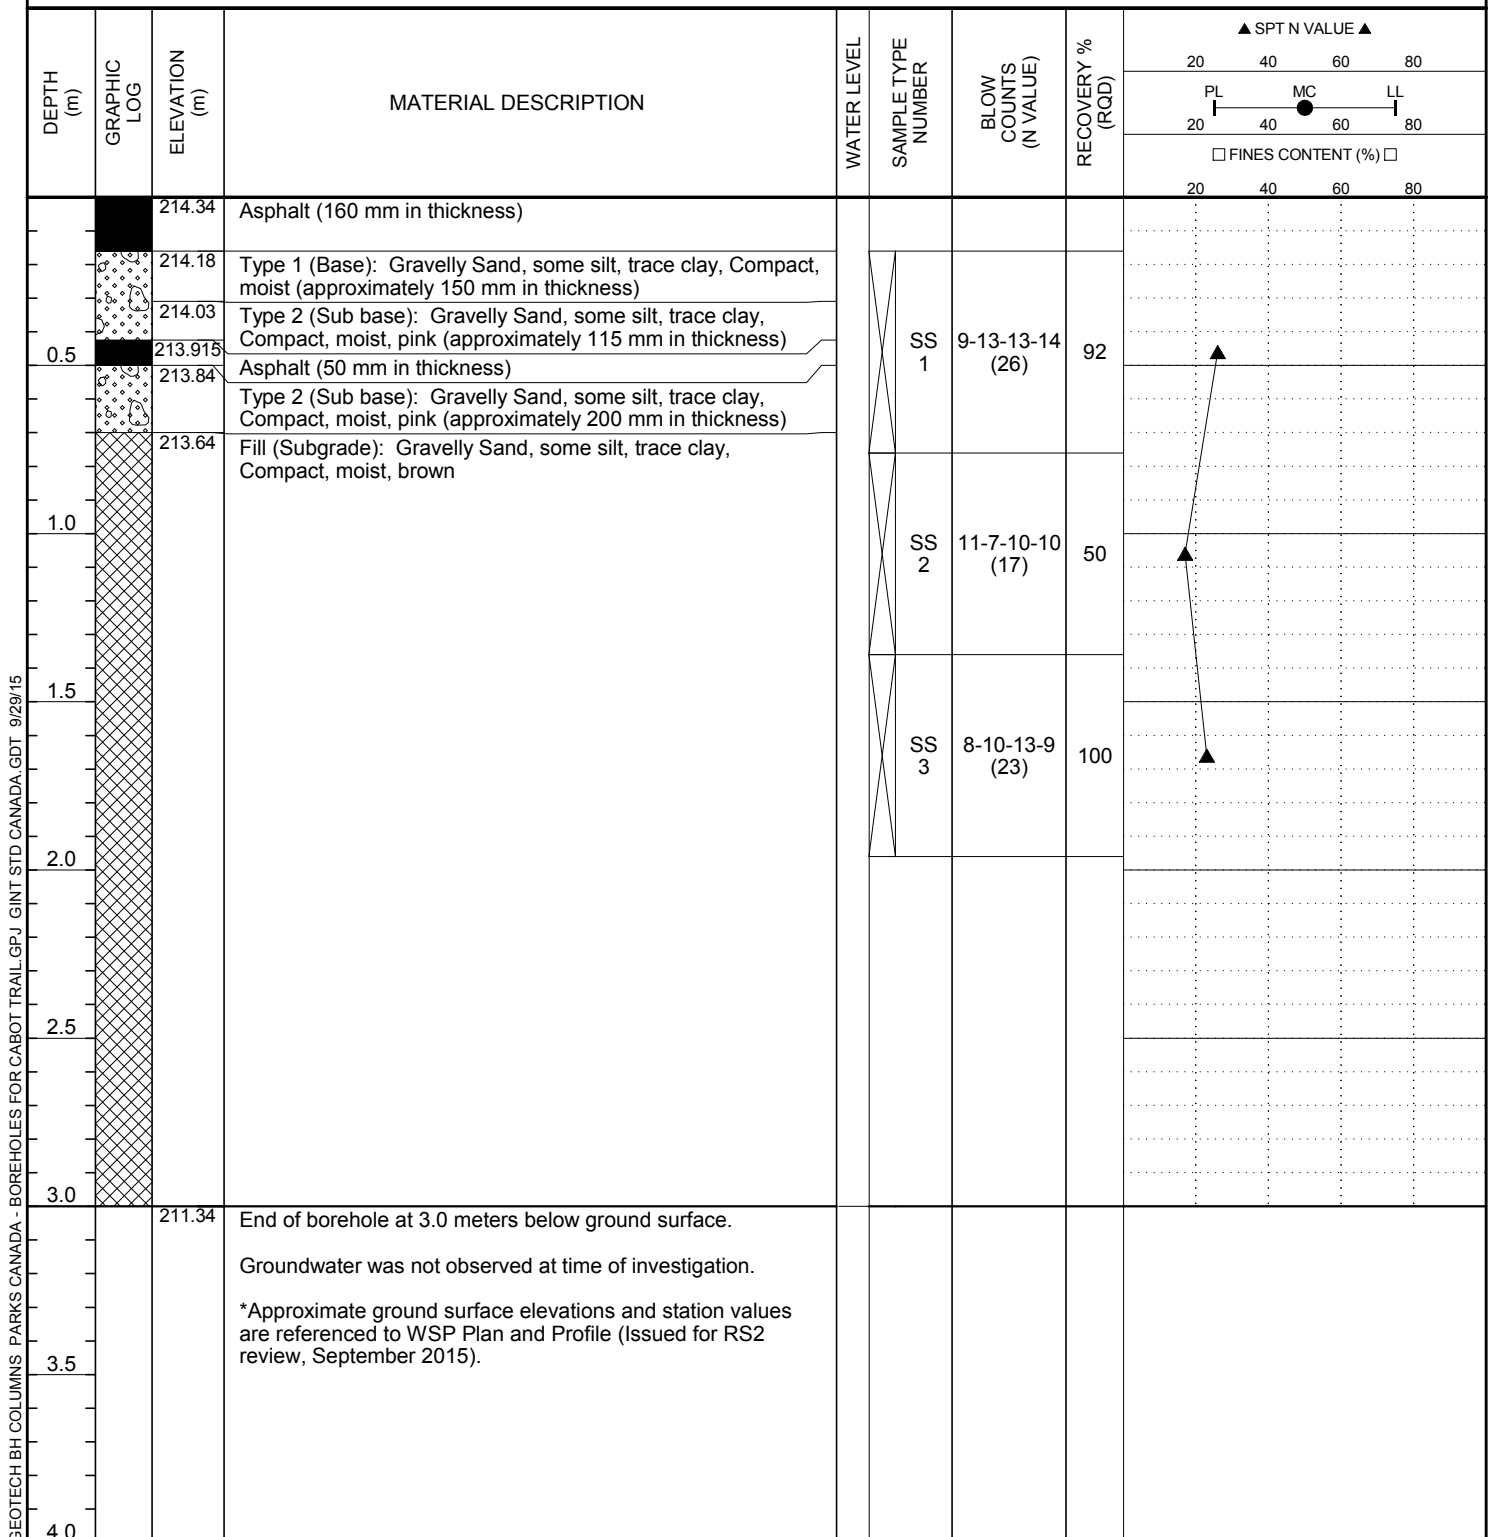 DEPTH
(m)
GRAPHIC
LOG
ELEVATION
(m)
MATERIAL DESCRIPTION
WATER LEVEL
SAMPLE TYPE
NUMBER
BLOW
COUNTS
(N VALUE)
RECOVERY %
(RQD)
▲ SPT N VALUE ▲
20 40 60 80
PL MC LL
20 40 60 80
□ FINES CONTENT (%) □
20 40 60 80
214.34 Asphalt (160 mm in thickness)
214.18 Type 1 (Base): Gravelly Sand, some silt, trace clay, Compact,
moist (approximately 150 mm in thickness)
214.03 Type 2 (Sub base): Gravelly Sand, some silt, trace clay,
Compact, moist, pink (approximately 115 mm in thickness)
0.5 213.915 Asphalt (50 mm in thickness)
213.84 Type 2 (Sub base): Gravelly Sand, some silt, trace clay,
Compact, moist, pink (approximately 200 mm in thickness)
SS
1
9-13-13-14
(26)
92
213.64 Fill (Subgrade): Gravelly Sand, some silt, trace clay,
Compact, moist, brown
1.0
SS
2
11-7-10-10
(17)
50
1.5
SS
3
8-10-13-9
(23)
100
2.0
2.5
3.0
211.34 End of borehole at 3.0 meters below ground surface.
Groundwater was not observed at time of investigation.
*Approximate ground surface elevations and station values
are referenced to WSP Plan and Profile (Issued for RS2
review, September 2015).
3.5
4.0
GEOTECH BH COLUMNS PARKS CANADA - BOREHOLES FOR CABOT TRAIL.GPJ GINT STD CANADA.GDT 9/29/15